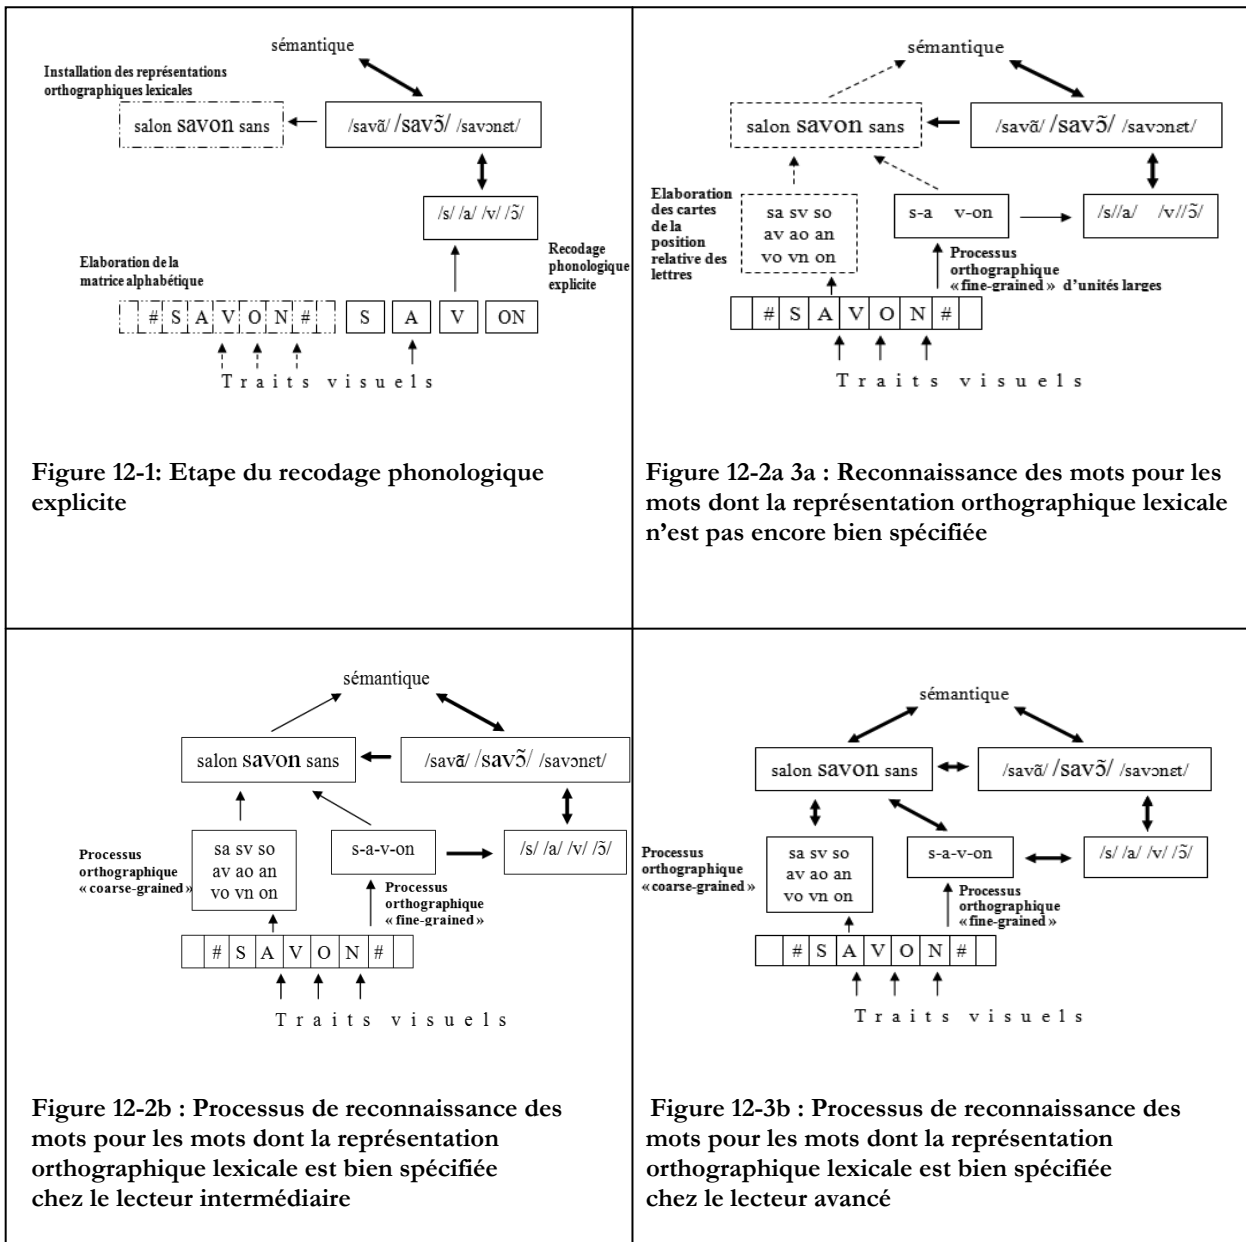 sémantique
Installation des représentations
orthographiques lexicales
salon savon sans
/savɑ̃/ /savɔ̃/ /savɔnɛt/
/s/ /a/ /v/ /ɔ̃/
Elaboration de la
matrice alphabétique
Recodage
phonologique
explicite
# S A V O N #
S A V ON
Traits visuels
Figure 12-1: Etape du recodage phonologique
explicite
sémantique
salon savon sans
/savɑ̃/ /savɔ̃/ /savɔnɛt/
Elaboration
des cartes
de la
position
relative des
lettres
sa sv so
av ao an
vo vn on
s-a v-on
/s//a/ /v//ɔ̃/
Processus
orthographique
« fine-grained » d'unités larges
# S A V O N #
Traits visuels
Figure 12-2a 3a : Reconnaissance des mots pour les
mots dont la représentation orthographique lexicale
n'est pas encore bien spécifiée
sémantique
salon savon sans
/savɑ̃/ /savɔ̃/ /savɔnɛt/
Processus
orthographique
« coarse-grained »
sa sv so
av ao an
vo vn on
s-a-v-on
/s/ /a/ /v/ /ɔ̃/
Processus
orthographique
« fine-grained »
# S A V O N #
Traits visuels
Figure 12-2b : Processus de reconnaissance des
mots pour les mots dont la représentation
orthographique lexicale est bien spécifiée
chez le lecteur intermédiaire
sémantique
salon savon sans
/savɑ̃/ /savɔ̃/ /savɔnɛt/
Processus
orthographique
« coarse-grained »
sa sv so
av ao an
vo vn on
s-a-v-on
/s/ /a/ /v/ /ɔ̃/
Processus
orthographique
« fine-grained »
# S A V O N #
Traits visuels
Figure 12-3b : Processus de reconnaissance des
mots pour les mots dont la représentation
orthographique lexicale est bien spécifiée
chez le lecteur avancé